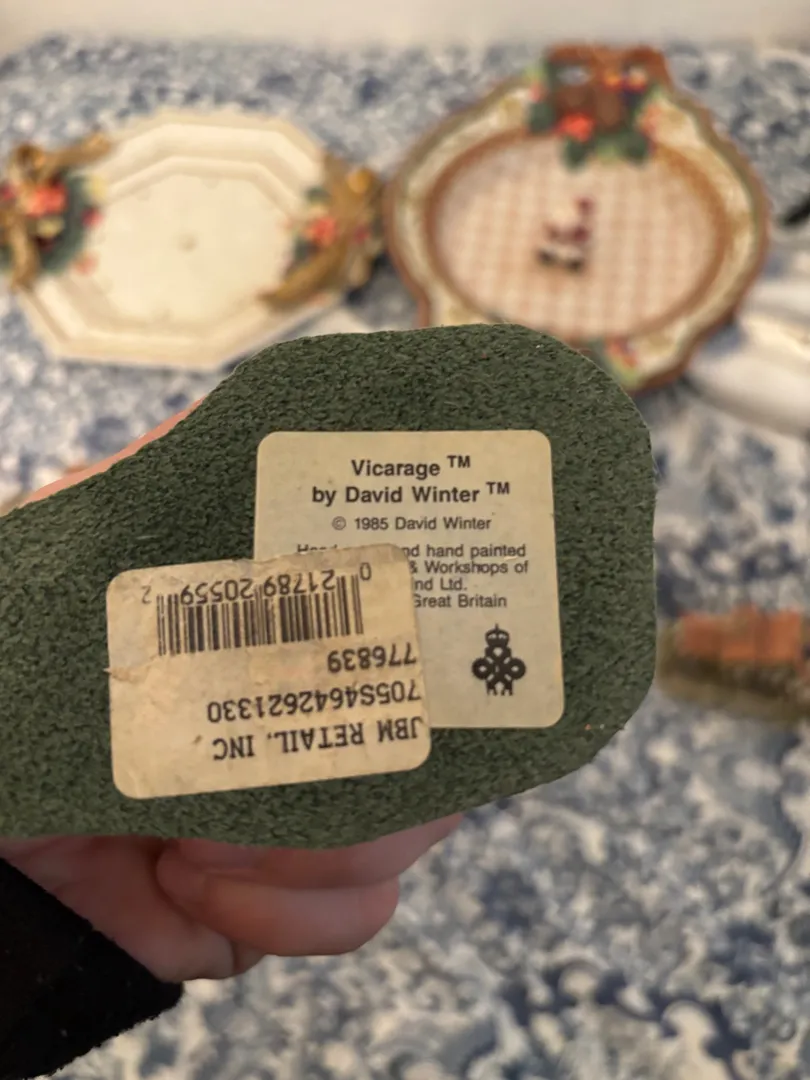 Vicarage ™
by David Winter ™
© 1985 David Winter
nd hand painted
& Workshops of
nd Ltd.
Great Britain
JBM RETAIL, INC.
705S4642621330
776839
0 21789 20559 2